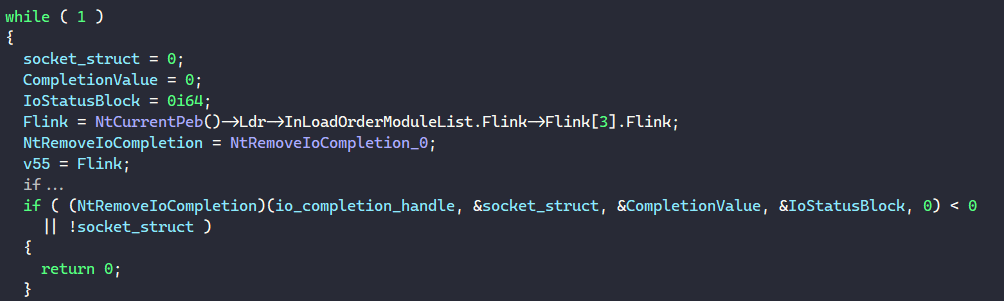 while ( 1 )
{
socket_struct = 0;
CompletionValue = 0;
IoStatusBlock = 0i64;
Flink = NtCurrentPeb()->Ldr->InLoadOrderModuleList.Flink->Flink[3].Flink;
NtRemoveIoCompletion = NtRemoveIoCompletion_0;
v55 = Flink;
if...
if ( (NtRemoveIoCompletion)(io_completion_handle, &socket_struct, &CompletionValue, &IoStatusBlock, 0) < 0
|| !socket_struct )
{
return 0;
}